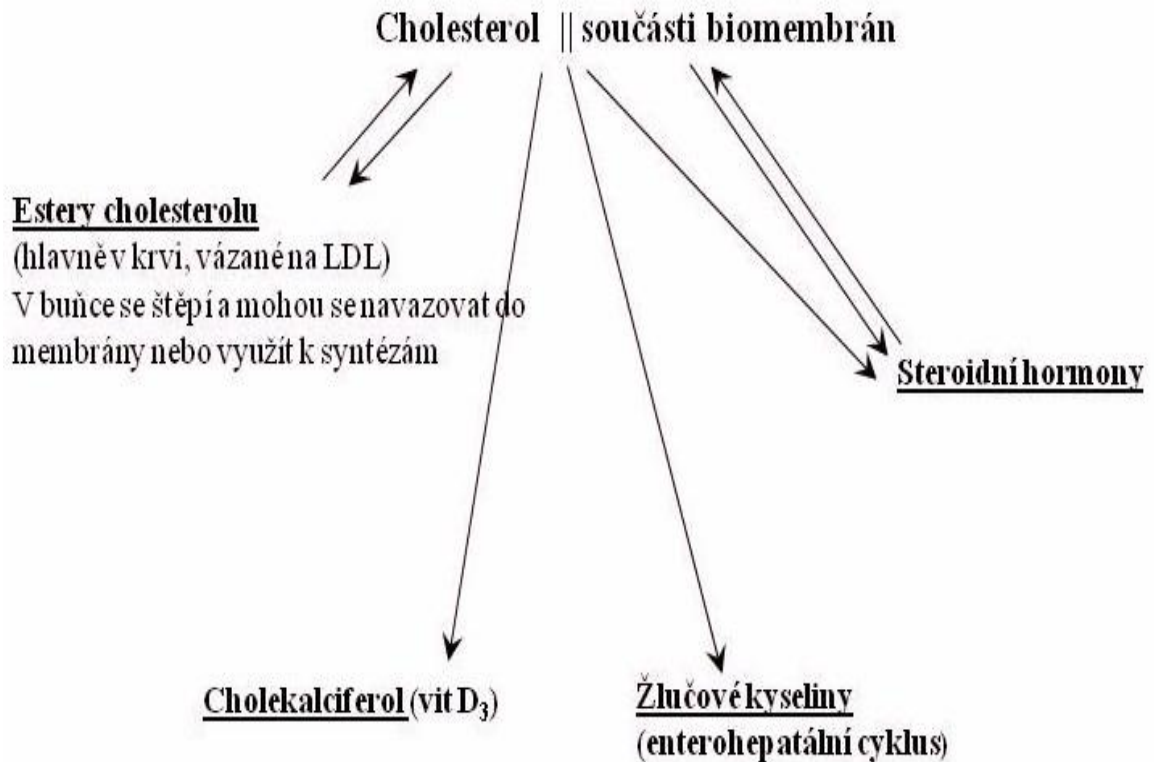 Cholesterol || součásti biomembrán
Estery cholesterolu
(hlavně v krvi, vázané na LDL)
V buňce se štěpí a mohou se navazovat do
membrány nebo využít k syntézám
Steroidní hormony
Cholekalciferol (vit D₃)
Žlučové kyseliny
(enterohepatální cyklus)